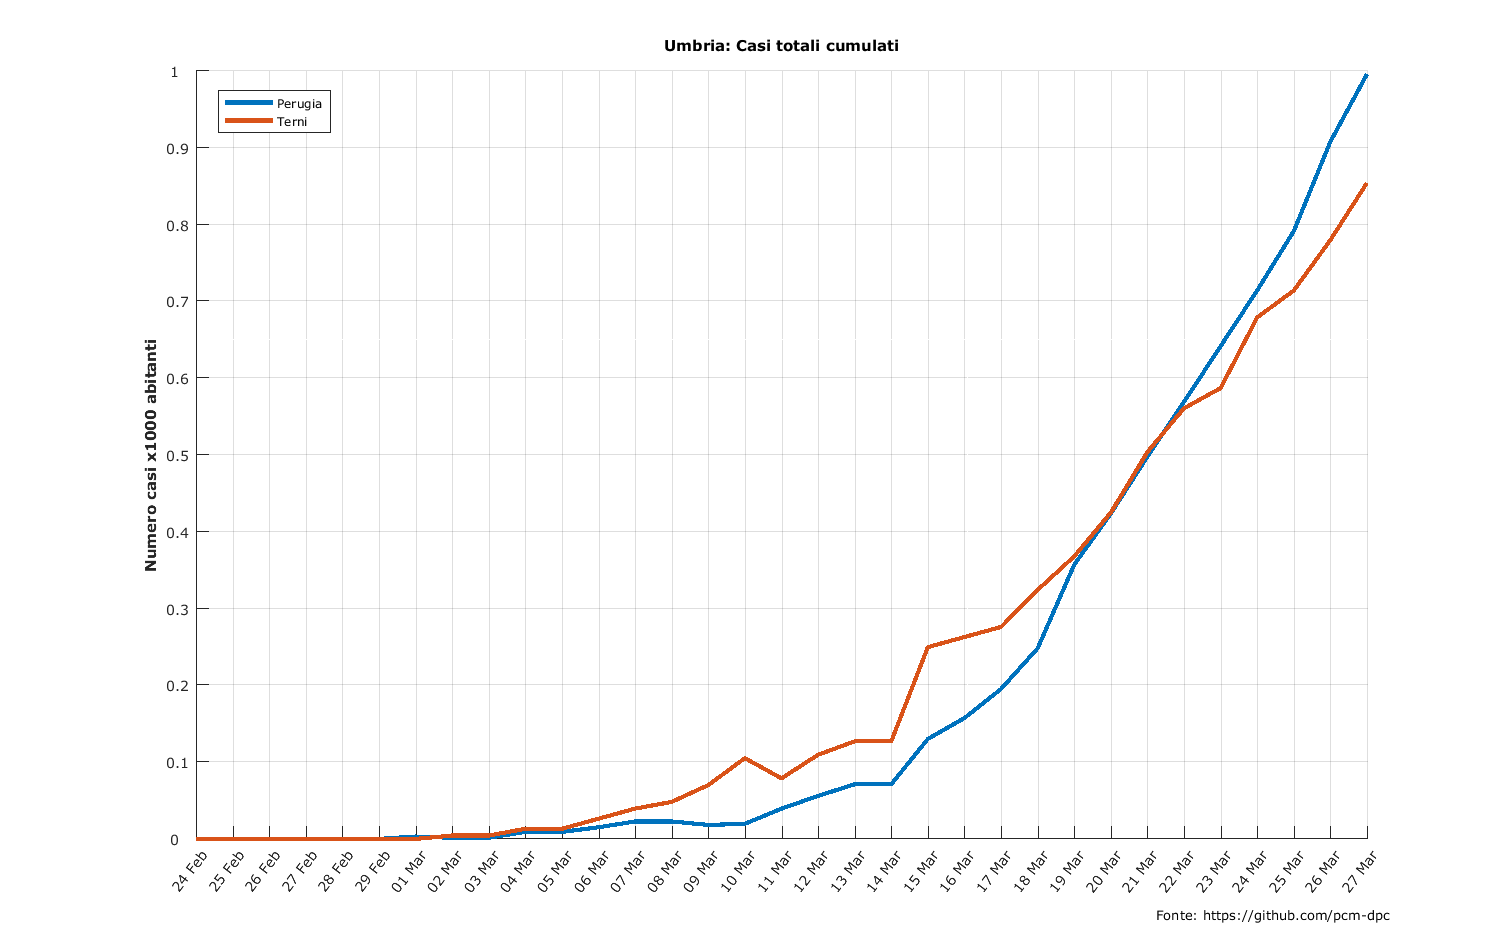 Umbria: Casi totali cumulati
Perugia
Terni
Numero casi x1000 abitanti
1
0.9
0.8
0.7
0.6
0.5
0.4
0.3
0.2
0.1
0
24 Feb
25 Feb
26 Feb
27 Feb
28 Feb
29 Feb
01 Mar
02 Mar
03 Mar
04 Mar
05 Mar
06 Mar
07 Mar
08 Mar
09 Mar
10 Mar
11 Mar
12 Mar
13 Mar
14 Mar
15 Mar
16 Mar
17 Mar
18 Mar
19 Mar
20 Mar
21 Mar
22 Mar
23 Mar
24 Mar
25 Mar
26 Mar
27 Mar
Fonte: https://github.com/pcm-dpc